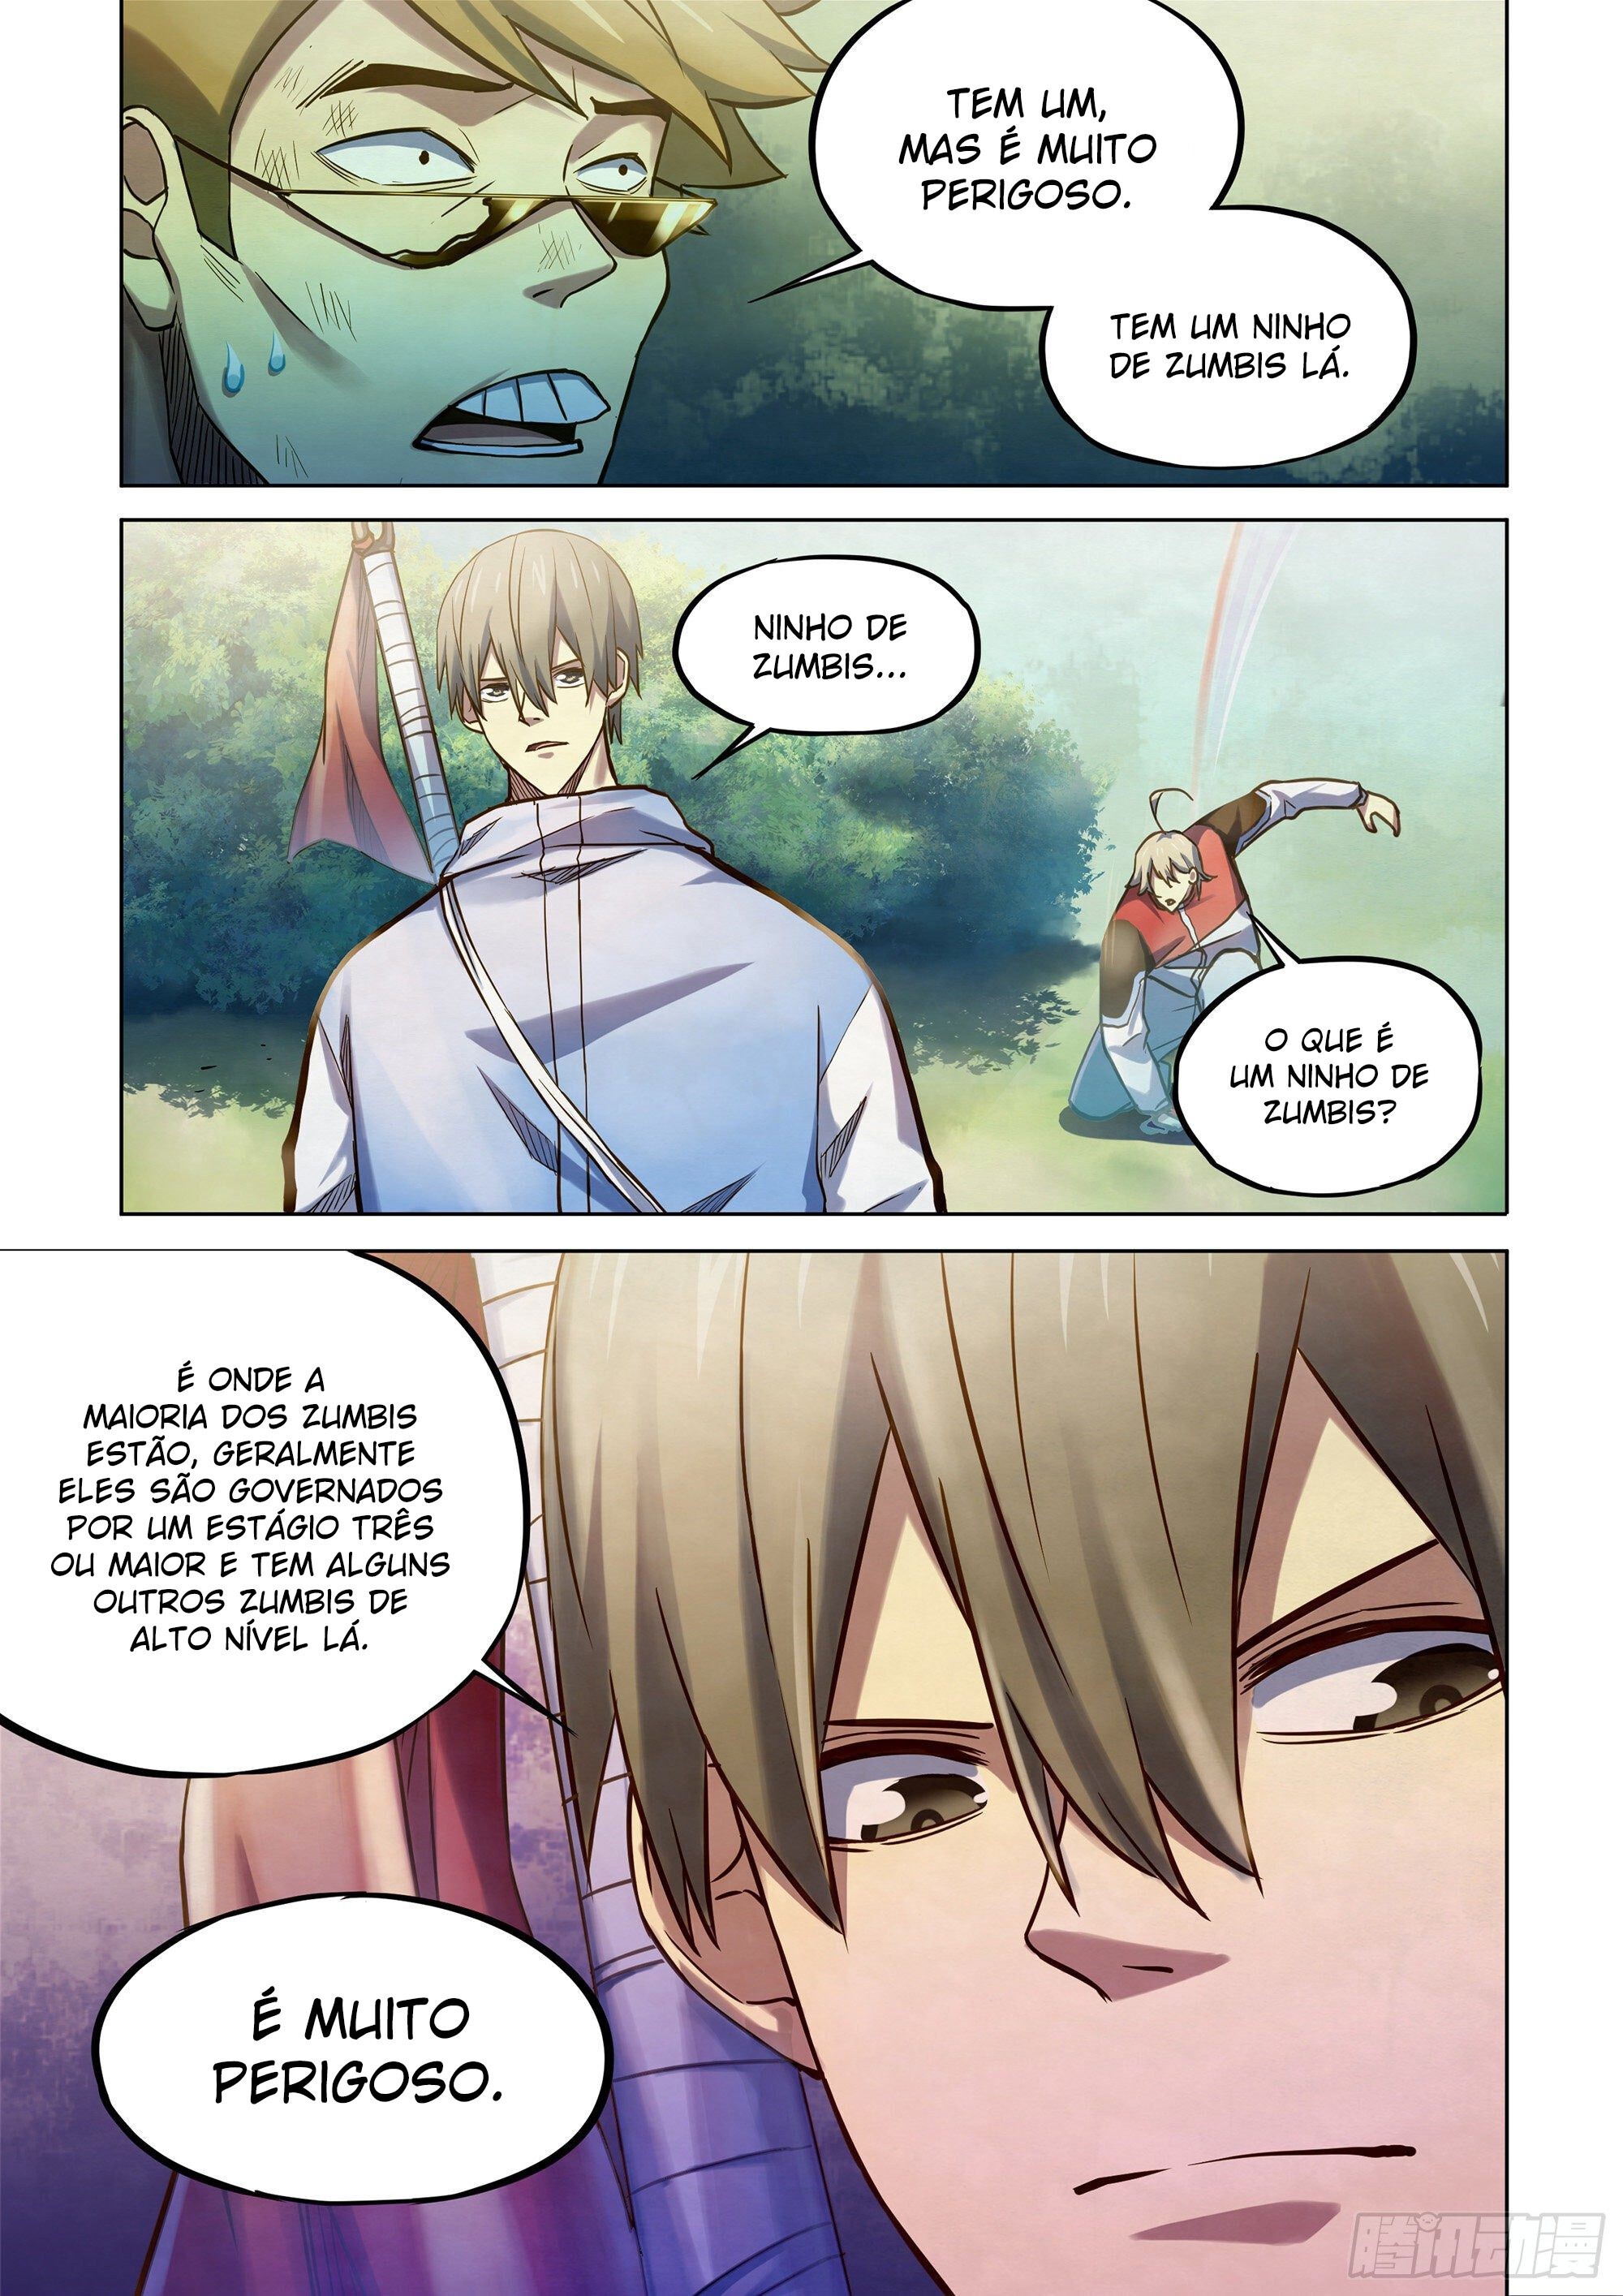 TEM UM,
MAS É MUITO
PERIGOSO.
TEM UM NINHO
DE ZUMBIS LÁ.
NINHO DE
ZUMBIS...
O QUE É
UM NINHO DE
ZUMBIS?
É ONDE A
MAIORIA DOS ZUMBIS
ESTÃO, GERALMENTE
ELES SÃO GOVERNADOS
POR UM ESTÁGIO TRÊS
OU MAIOR E TEM ALGUNS
OUTROS ZUMBIS DE
ALTO NÍVEL LÁ.
É MUITO
PERIGOSO.
腾讯动漫